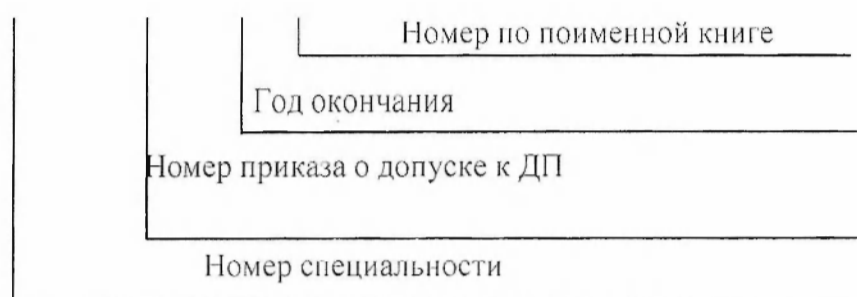 Номер по поименной книге
Год окончания
Номер приказа о допуске к ДП
Номер специальности